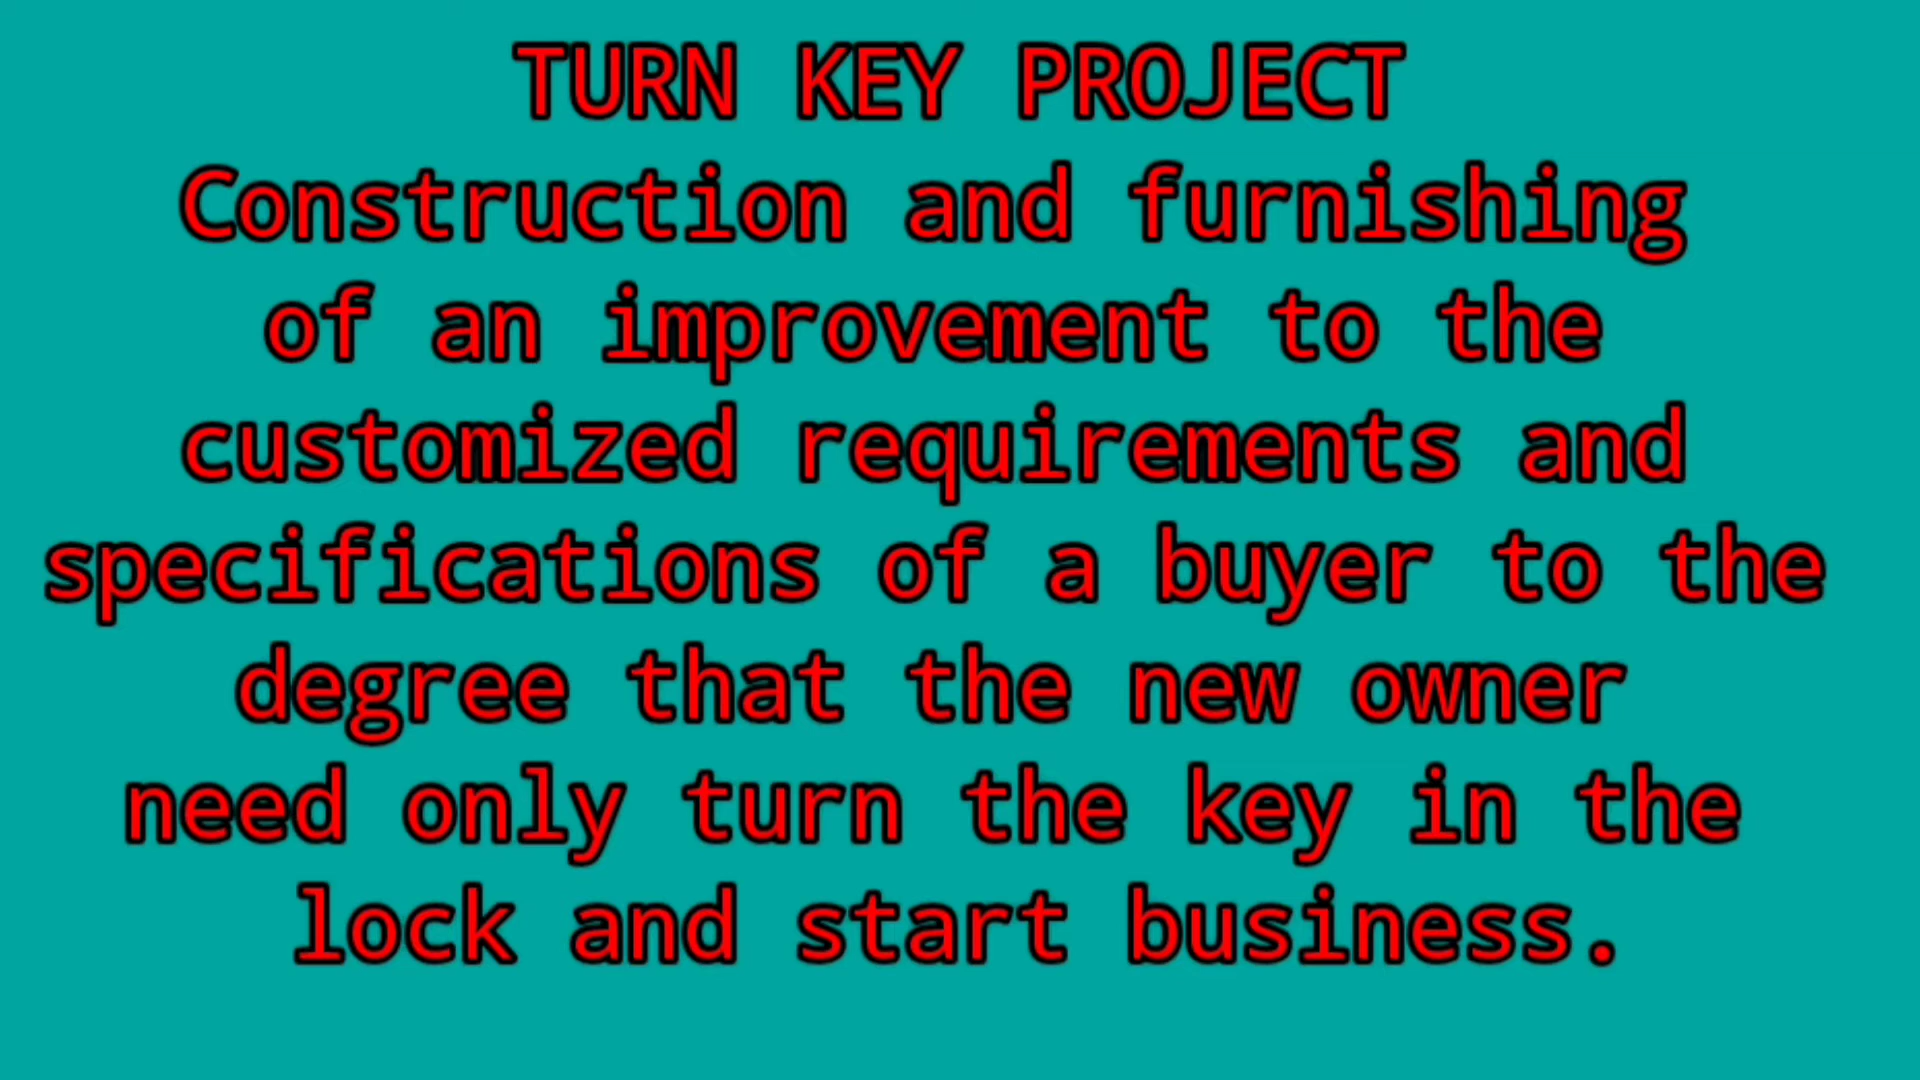 TURN KEY PROJECT
Construction and furnishing
of an improvement to the
customized requirements and
specifications of a buyer to the
degree that the new owner
need only turn the key in the
lock and start business.